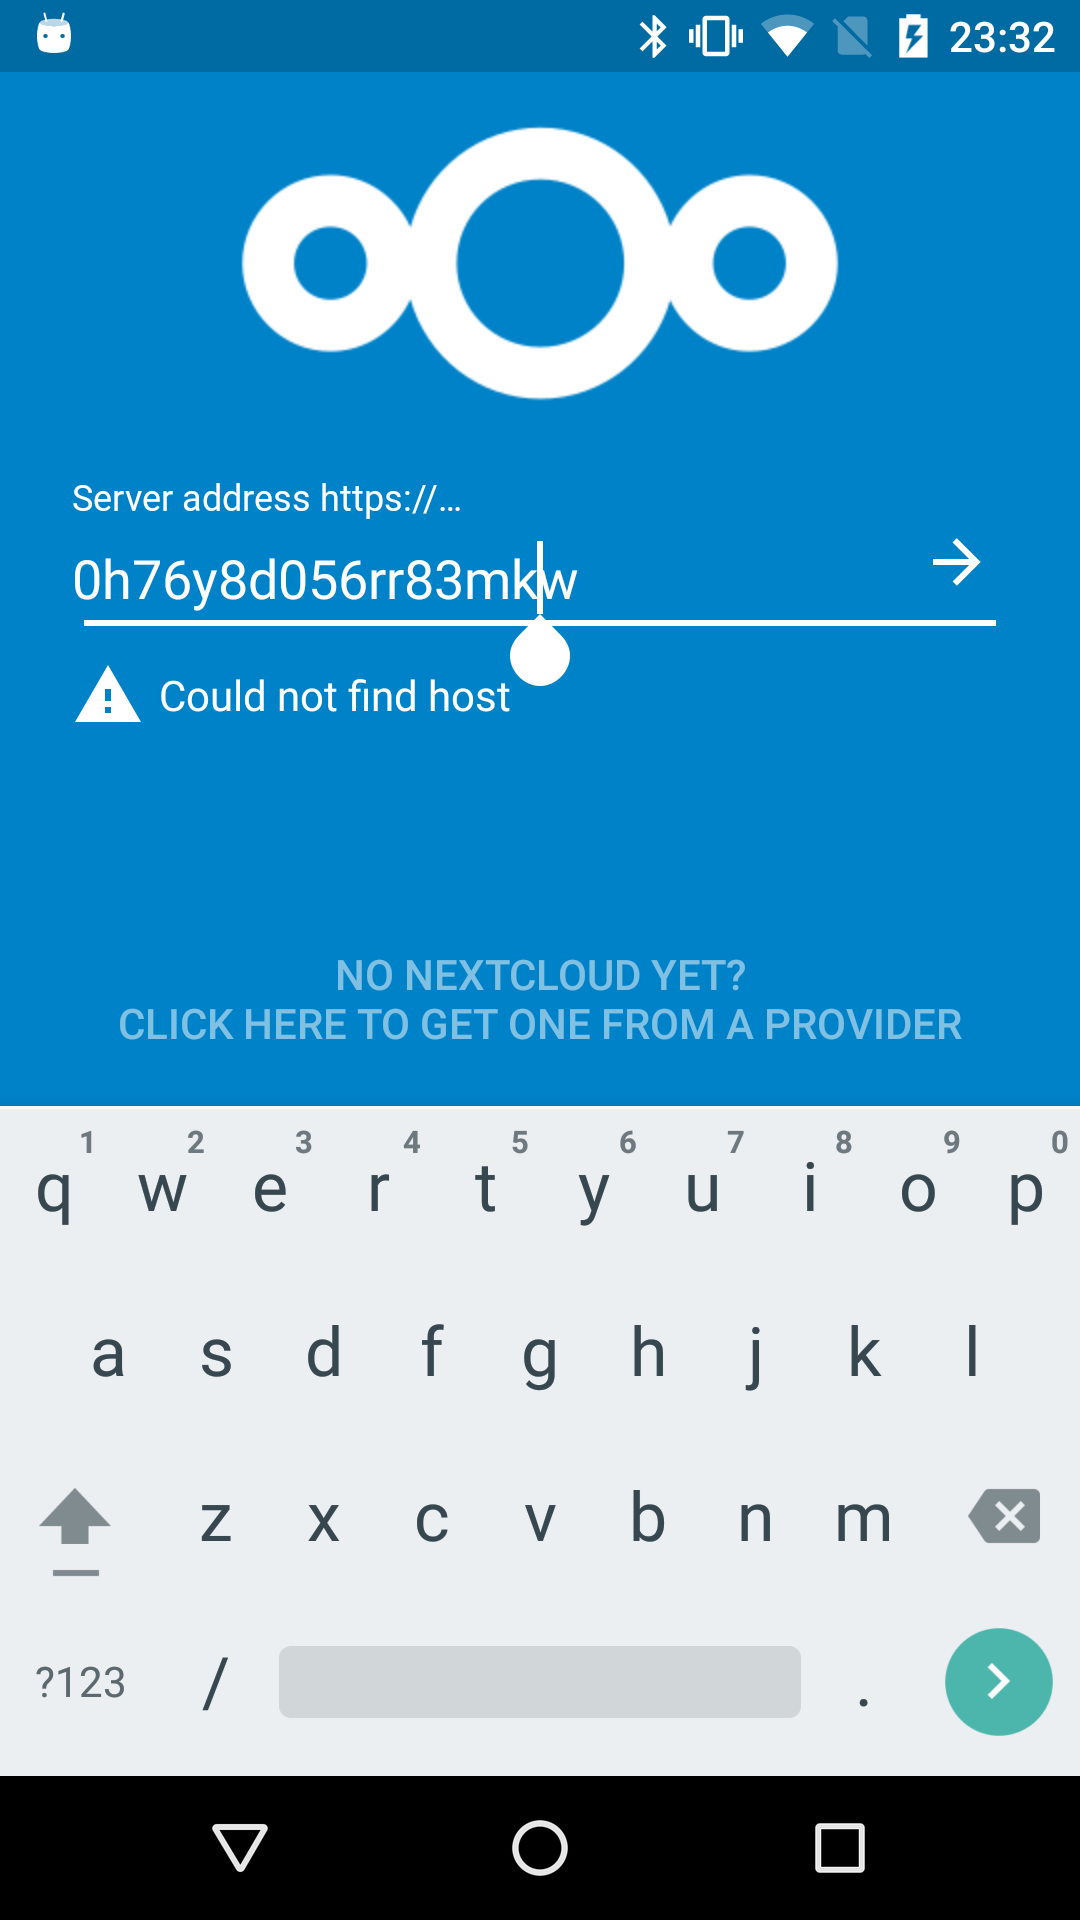 23:32
Server address https://…
0h76y8d056rr83mkw
Could not find host
NO NEXTCLOUD YET?
CLICK HERE TO GET ONE FROM A PROVIDER
1 2 3 4 5 6 7 8 9 0
q w e r t y u i o p
a s d f g h j k l
z x c v b n m
?123 / .